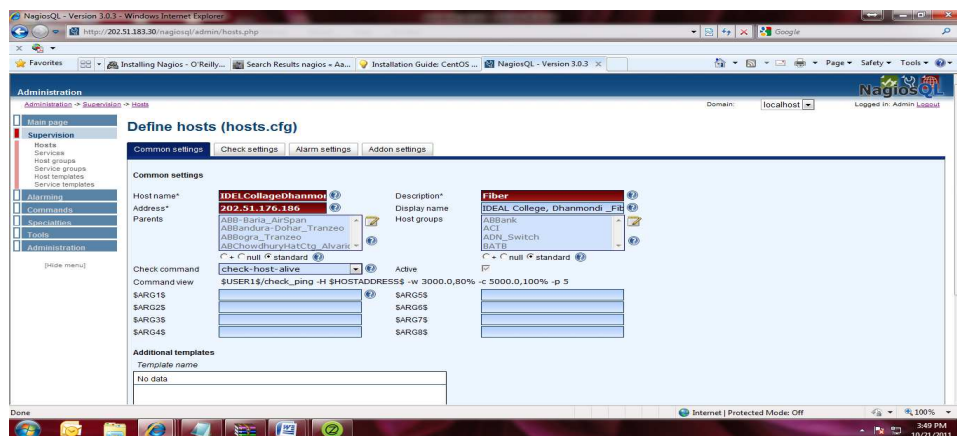 NagiosQL - Version 3.0.3 - Windows Internet Explorer
http://202.51.183.30/nagiosql/admin/hosts.php
Google
Favorites Installing Nagios - O'Reilly... Search Results nagios « Aa... Installation Guide: CentOS ... NagiosQL - Version 3.0.3 Page Safety Tools
Administration
NagiosQL
Administration -> Supervision -> Hosts Domain: localhost Logged in: Admin Logout
Main page
Supervision
Hosts
Services
Host groups
Service groups
Host templates
Service templates
Alarming
Commands
Specialties
Tools
Administration
[Hide menu]
Define hosts (hosts.cfg)
Common settings Check settings Alarm settings Addon settings
Common settings
Host name* IDELCollageDhanmon Description* Fiber
Address* 202.51.176.186 Display name IDEAL College, Dhanmondi _Fib
Parents Host groups
ABB-Baria_AirSpan
ABBandura-Dohar_Tranzeo
ABBogra_Tranzeo
ABChowdhuryHatCtg_Alvari
ABBank
ACI
ADN_Switch
BATB
+ null standard + null standard
Check command check-host-alive Active
Command view $USER1$/check_ping -H $HOSTADDRESS$ -w 3000.0,80% -c 5000.0,100% -p 5
$ARG1$ $ARG5$
$ARG2$ $ARG6$
$ARG3$ $ARG7$
$ARG4$ $ARG8$
Additional templates
Template name
No data
Done Internet | Protected Mode: Off 100%
3:49 PM
10/21/2011